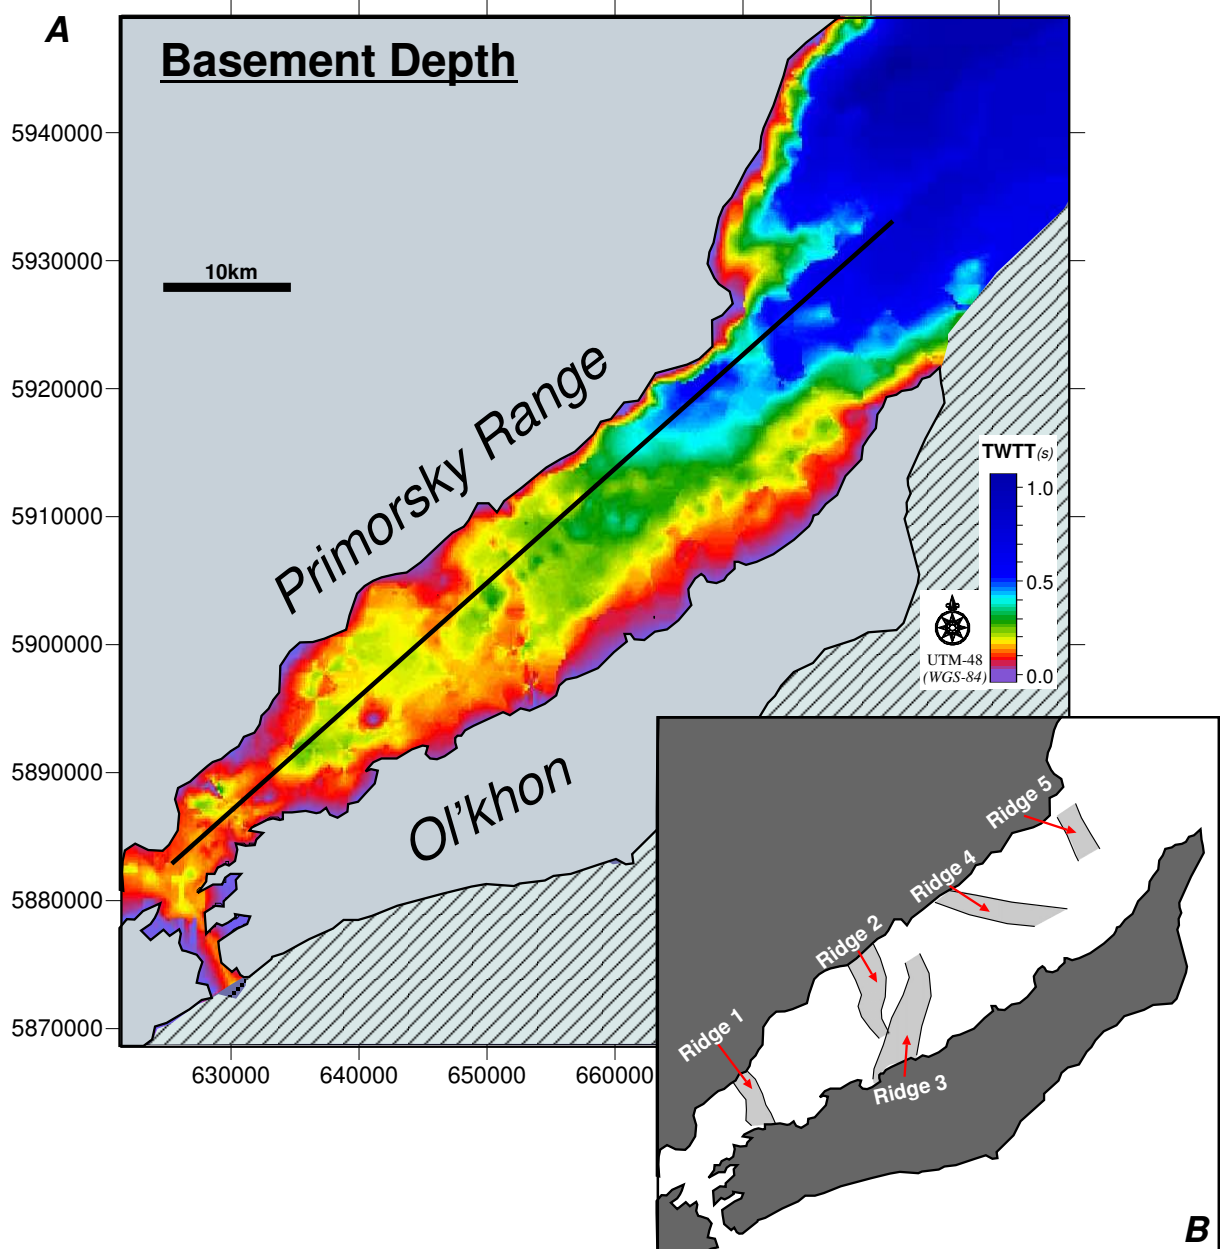 A
Basement Depth
5940000
5930000
5920000
5910000
5900000
5890000
5880000
5870000
10km
Primorsky Range
Ol'khon
TWTT(s)
1.0
0.5
0.0
UTM-48
(WGS-84)
630000
640000
650000
660000
Ridge 5
Ridge 4
Ridge 2
Ridge 1
Ridge 3
B